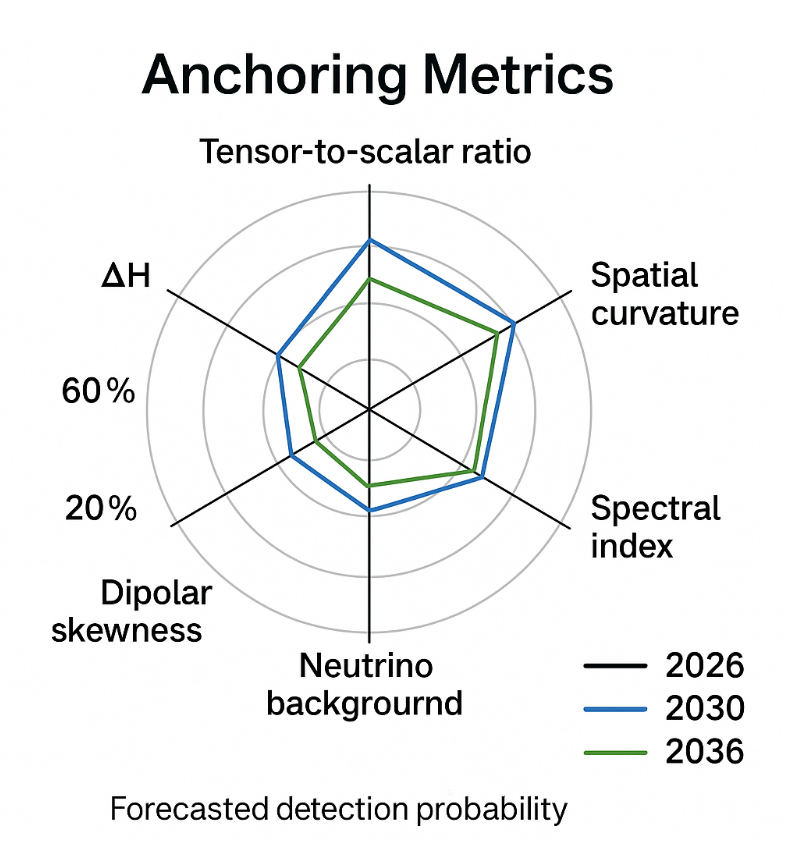 Anchoring Metrics
Tensor-to-scalar ratio
ΔH
Spatial
curvature
60%
20%
Spectral
index
Dipolar
skewness
Neutrino
backgrournd
2026
2030
2036
Forecasted detection probability